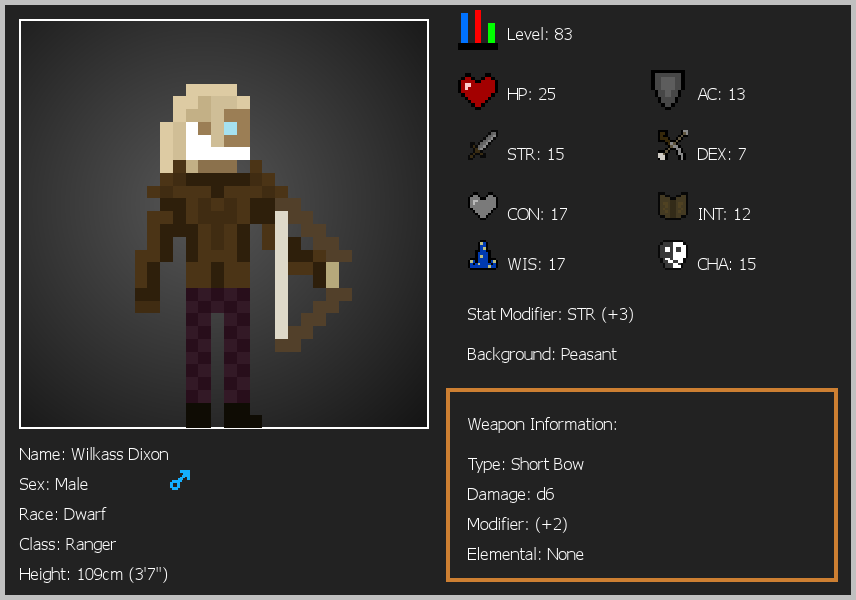 Level: 83
HP: 25
AC: 13
STR: 15
DEX: 7
CON: 17
INT: 12
WIS: 17
CHA: 15
Stat Modifier: STR (+3)
Background: Peasant
Weapon Information:
Type: Short Bow
Damage: d6
Modifier: (+2)
Elemental: None
Name: Wilkass Dixon
Sex: Male
Race: Dwarf
Class: Ranger
Height: 109cm (3'7")